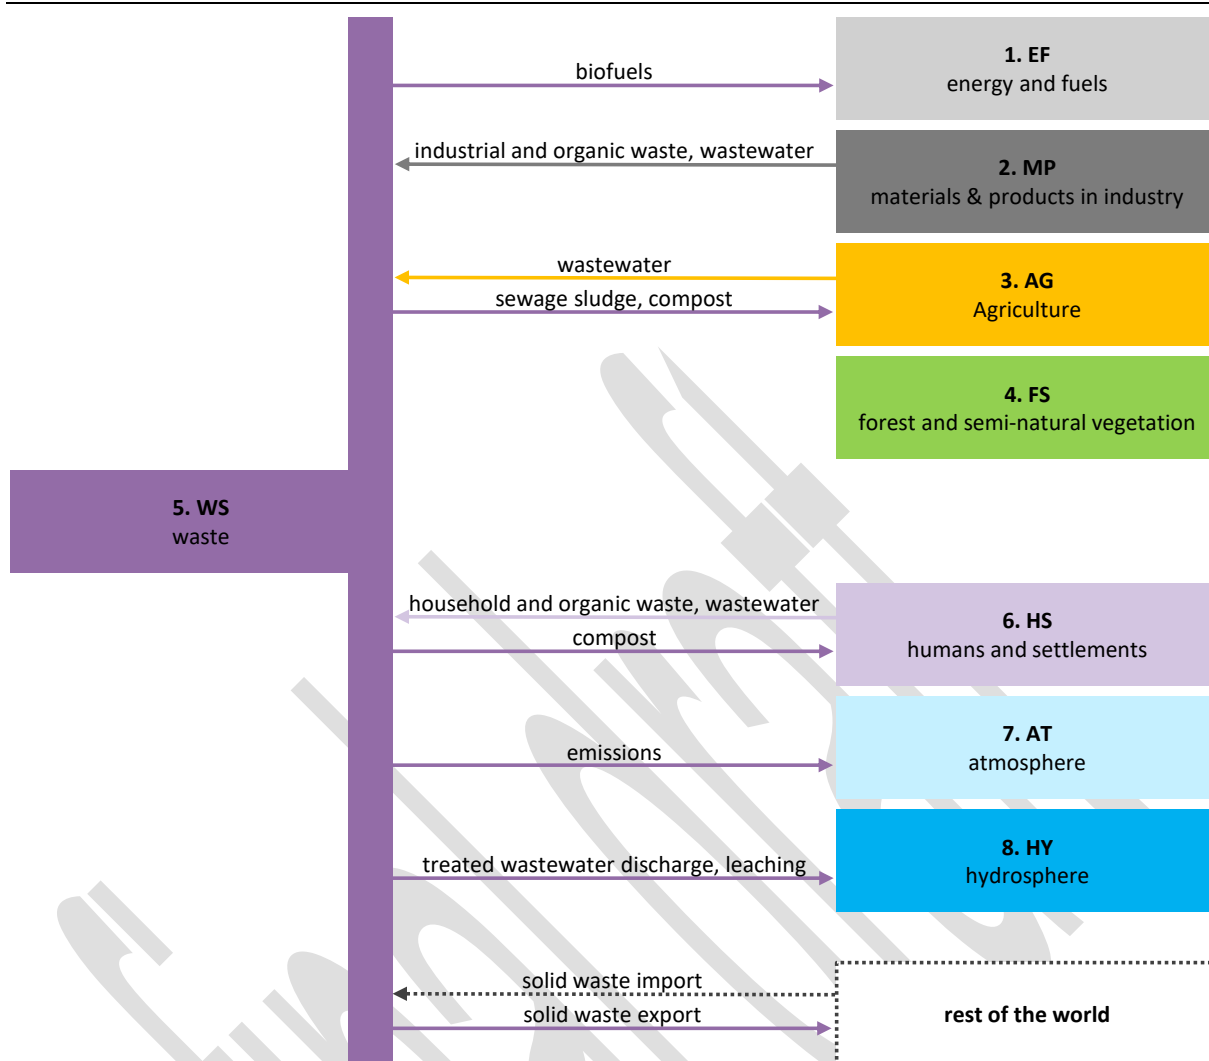 biofuels
1. EF
energy and fuels
industrial and organic waste, wastewater
2. MP
materials & products in industry
wastewater
sewage sludge, compost
3. AG
Agriculture
4. FS
forest and semi-natural vegetation
5. WS
waste
household and organic waste, wastewater
compost
6. HS
humans and settlements
emissions
7. AT
atmosphere
treated wastewater discharge, leaching
8. HY
hydrosphere
solid waste import
solid waste export
rest of the world